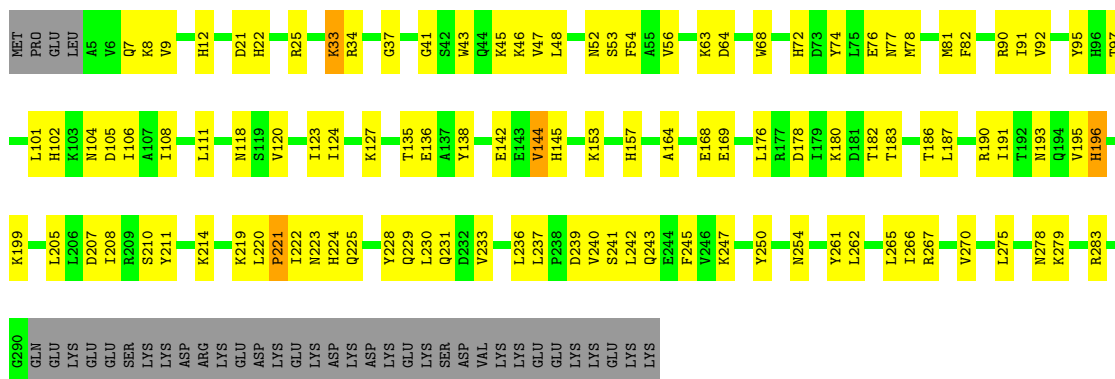 MET PRO GLU LEU A5 V6 Q7 K8 V9 H12 D21 H22 R25 K33 R34 G37 G41 S42 W43 Q44 K45 K46 V47 L48 N52 S53 F54 A55 V56 K63 D64 W68 H72 D73 Y74 L75 E76 N77 M78 M81 F82 R90 I91 V92 Y95 H96 T97
L101 H102 K103 N104 D105 I106 A107 I108 L111 N118 S119 V120 I123 I124 K127 T135 E136 A137 Y138 E142 E143 V144 H145 K153 H157 A164 E168 E169 L176 R177 D178 I179 K180 D181 T182 T183 T186 L187 R190 I191 T192 N193 Q194 V195 H196
K199 L205 L206 D207 I208 R209 S210 Y211 K214 K219 L220 P221 I222 N223 H224 Q225 Y228 Q229 L230 Q231 D232 V233 L236 L237 P238 D239 V240 S241 L242 Q243 E244 F245 V246 K247 Y250 N254 Y261 L262 L265 I266 R267 V270 L275 N278 K279 R283
G290 GLN GLU LYS GLU GLU SER LYS LYS ASP ARG LYS GLU ASP LYS GLU LYS ASP LYS GLU LYS SER ASP VAL LYS LYS GLU GLU ASP LYS LYS GLU LYS LYS